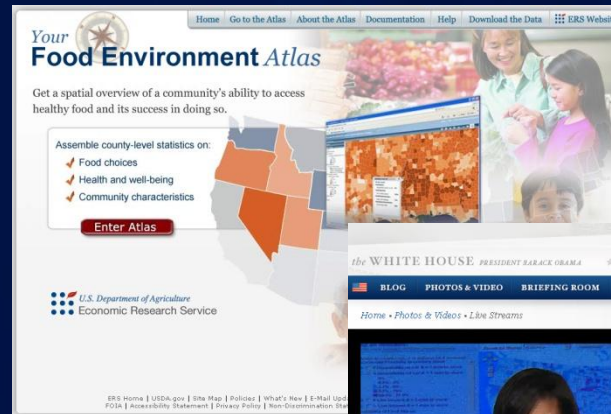 Home Go to the Atlas About the Atlas Documentation Help Download the Data ERS Websi
Your
Food Environment Atlas
Get a spatial overview of a community's ability to access
healthy food and its success in doing so.
Assemble county-level statistics on:
Food choices
Health and well-being
Community characteristics
Enter Atlas
U.S. Department of Agriculture
Economic Research Service
ERS Home | USDA.gov | Site Map | Policies | What's New | E-Mail Upd
FOIA | Accessibility Statement | Privacy Policy | Non-Discrimination Stat
the WHITE HOUSE PRESIDENT BARACK OBAMA
BLOG PHOTOS & VIDEO BRIEFING ROOM
Home • Photos & Videos • Live Streams